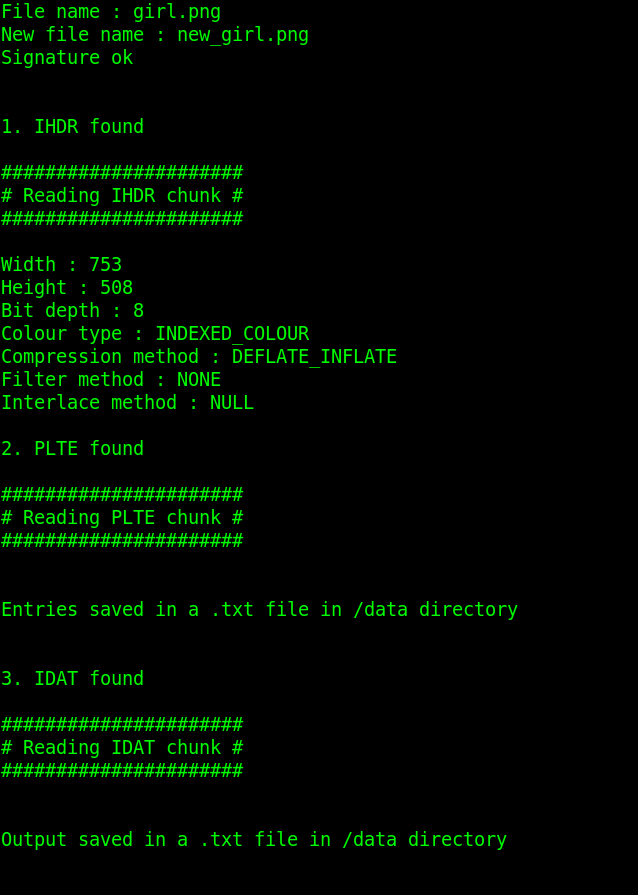 File name : girl.png
New file name : new_girl.png
Signature ok
1. IHDR found
######################
# Reading IHDR chunk #
######################
Width : 753
Height : 508
Bit depth : 8
Colour type : INDEXED_COLOUR
Compression method : DEFLATE_INFLATE
Filter method : NONE
Interlace method : NULL
2. PLTE found
######################
# Reading PLTE chunk #
######################
Entries saved in a .txt file in /data directory
3. IDAT found
######################
# Reading IDAT chunk #
######################
Output saved in a .txt file in /data directory